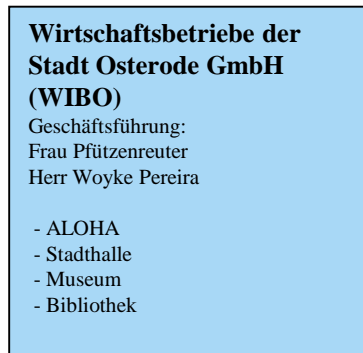 Wirtschaftsbetriebe der
Stadt Osterode GmbH
(WIBO)
Geschäftsführung:
Frau Pfützenreuter
Herr Woyke Pereira
- ALOHA
- Stadthalle
- Museum
- Bibliothek